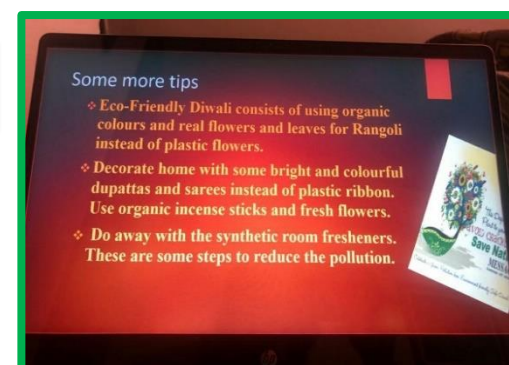 Some more tips
❖ Eco-Friendly Diwali consists of using organic
colours and real flowers and leaves for Rangoli
instead of plastic flowers.
❖ Decorate home with some bright and colourful
dupattas and sarees instead of plastic ribbon.
Use organic incense sticks and fresh flowers.
❖ Do away with the synthetic room fresheners.
These are some steps to reduce the pollution.
Save Nat
hp